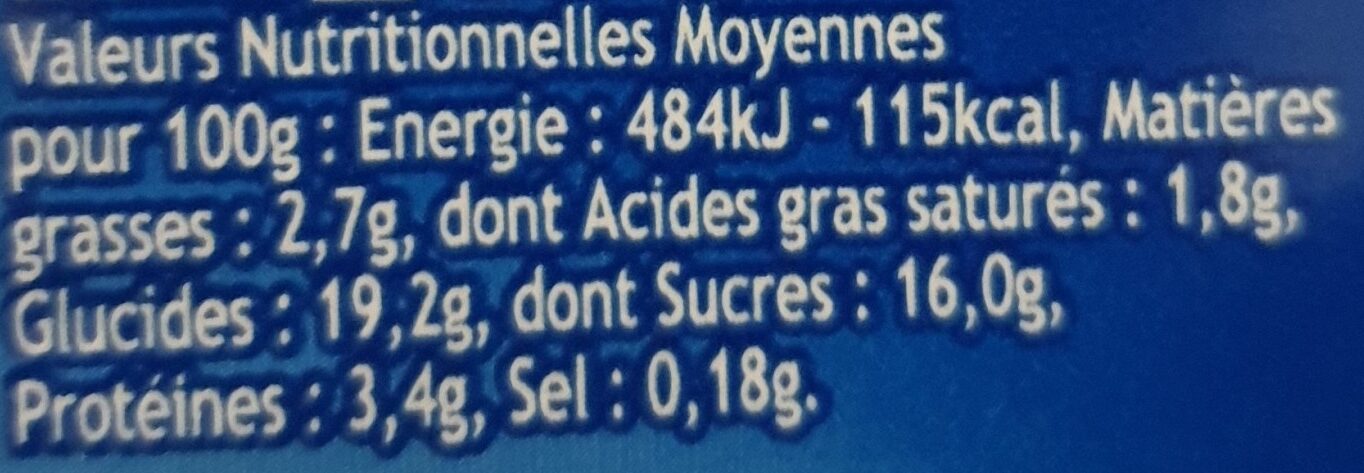 Valeurs Nutritionnelles Moyennes
pour 100g : Energie : 484kJ - 115kcal, Matières
grasses : 2,7g, dont Acides gras saturés : 1,8g,
Glucides : 19,2g, dont Sucres : 16,0g,
Protéines : 3,4g, Sel : 0,18g.